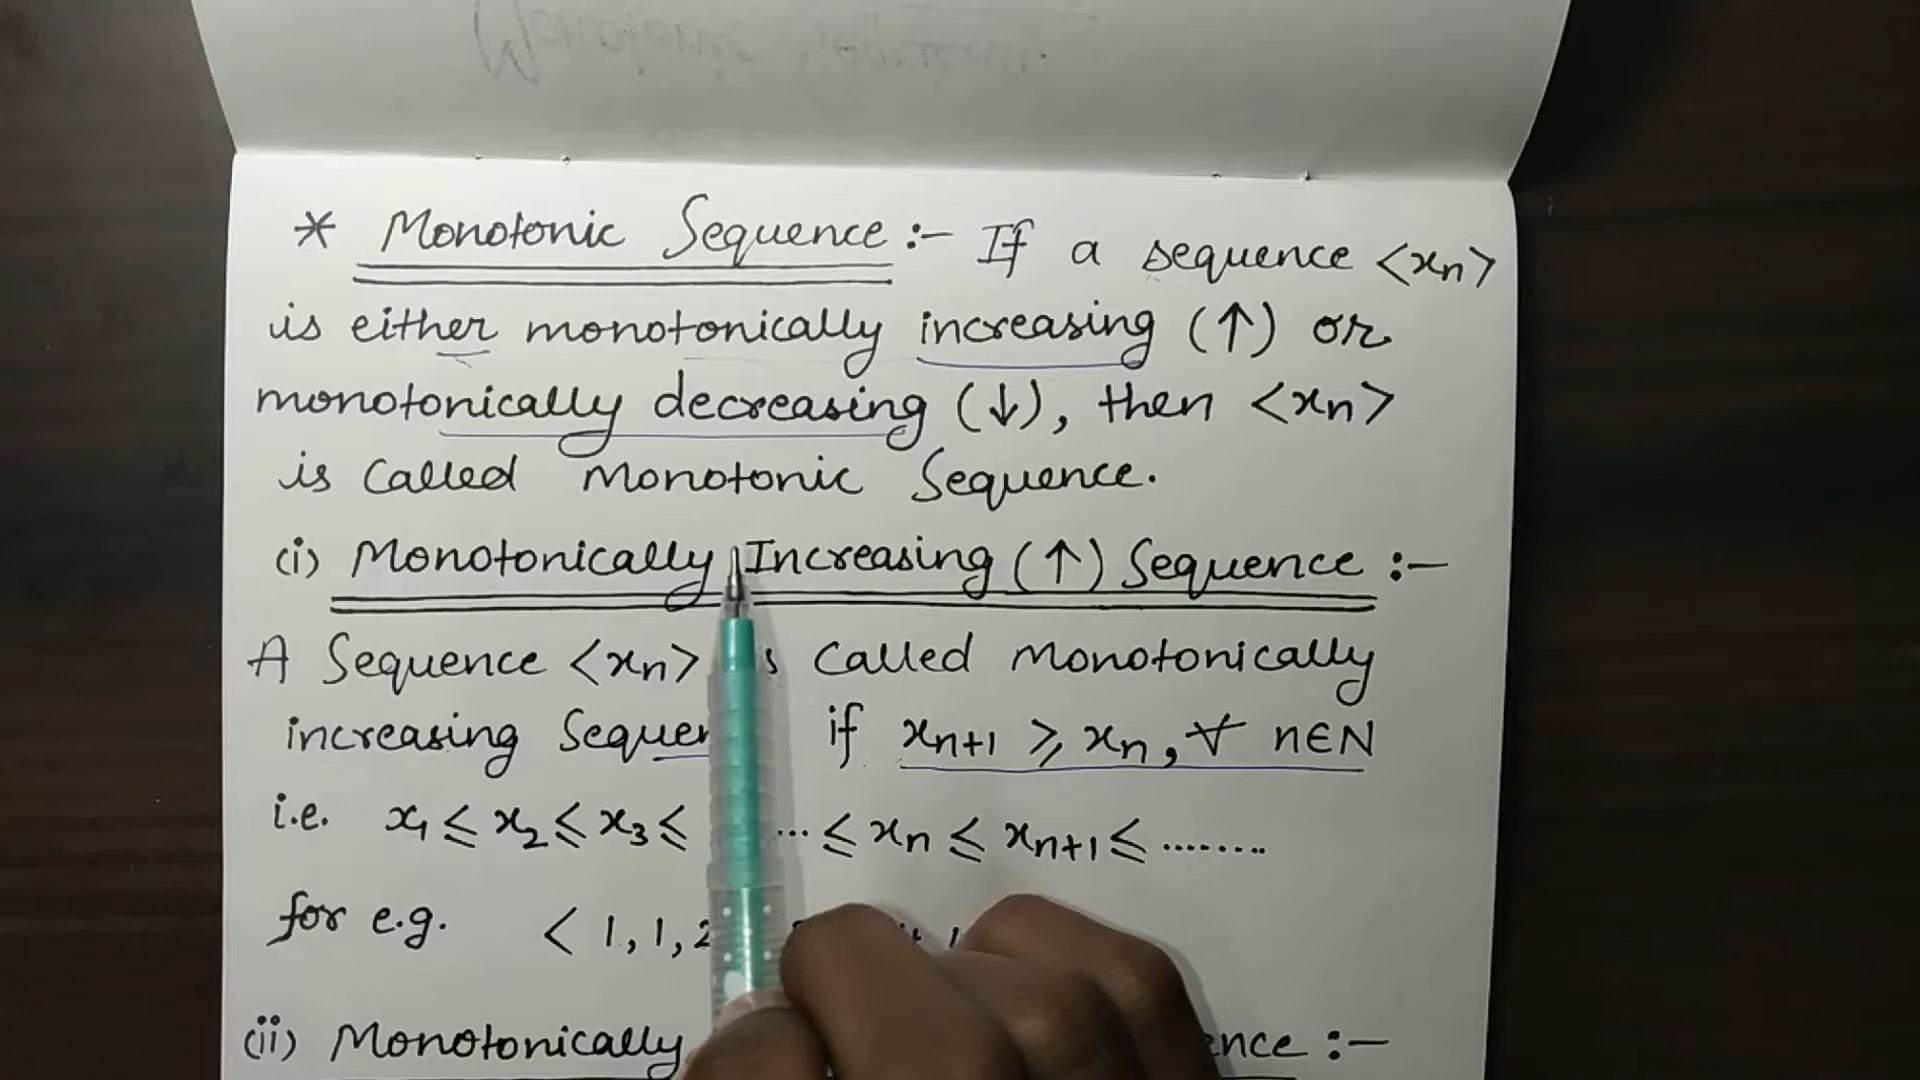 * Monotonic Sequence :- If a sequence <xn>
is either monotonically increasing (↑) or
monotonically decreasing (↓), then <xn>
is called Monotonic Sequence.
(i) Monotonically Increasing (↑) Sequence :-
A Sequence <xn> is called Monotonically
increasing if xn+1 ≥ xn, ∀ n∈N
i.e. x1 ≤ x2 ≤ x3 ≤ ... ≤ xn ≤ xn+1 ≤ ........
for e.g. < 1, 1, 2
(ii) Monotonically :-